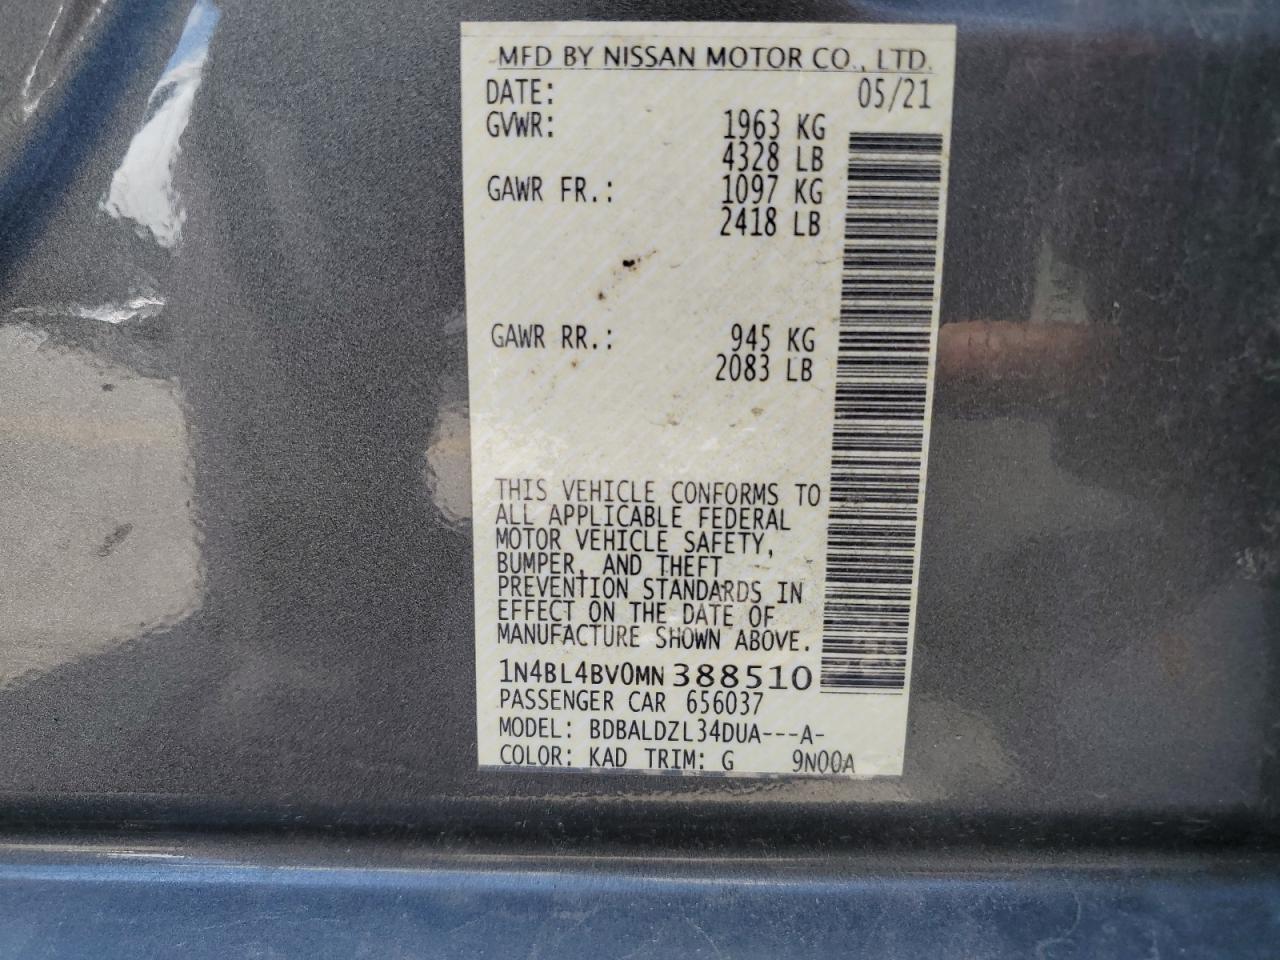 MFD BY NISSAN MOTOR CO., LTD.
DATE: 05/21
GVWR: 1963 KG
4328 LB
GAWR FR.: 1097 KG
2418 LB
GAWR RR.: 945 KG
2083 LB
THIS VEHICLE CONFORMS TO
ALL APPLICABLE FEDERAL
MOTOR VEHICLE SAFETY,
BUMPER, AND THEFT
PREVENTION STANDARDS IN
EFFECT ON THE DATE OF
MANUFACTURE SHOWN ABOVE.
1N4BL4BV0MN388510
PASSENGER CAR 656037
MODEL: BDBALDZL34DUA---A-
COLOR: KAD TRIM: G 9N00A